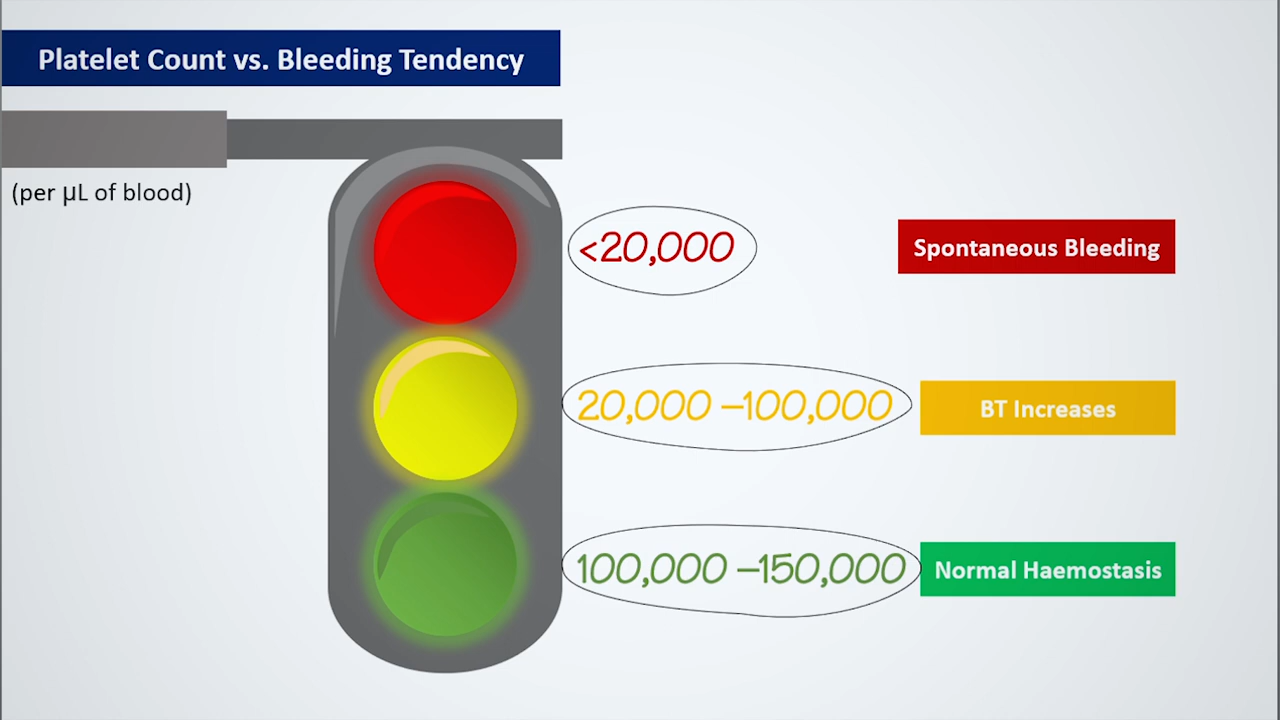 Platelet Count vs. Bleeding Tendency
(per µL of blood)
<20,000
Spontaneous Bleeding
20,000 –100,000
BT Increases
100,000 –150,000
Normal Haemostasis